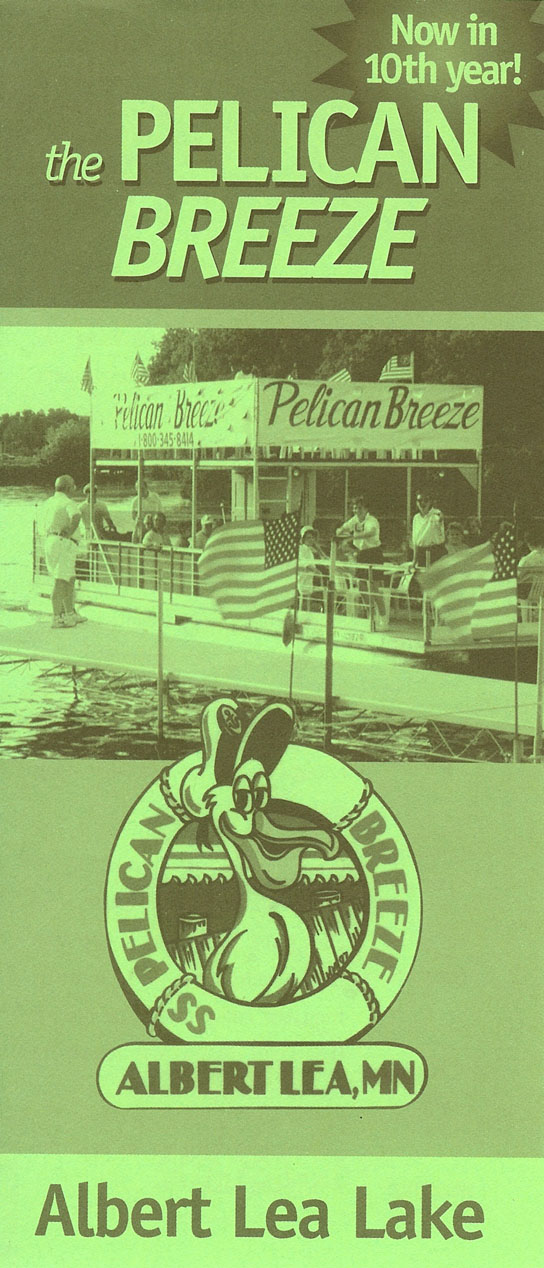 Now in
10th year!
the PELICAN
BREEZE
Pelican Breeze
1-800-345-8414
Pelican Breeze
PELICAN
BREEZE
SS
ALBERT LEA, MN
Albert Lea Lake